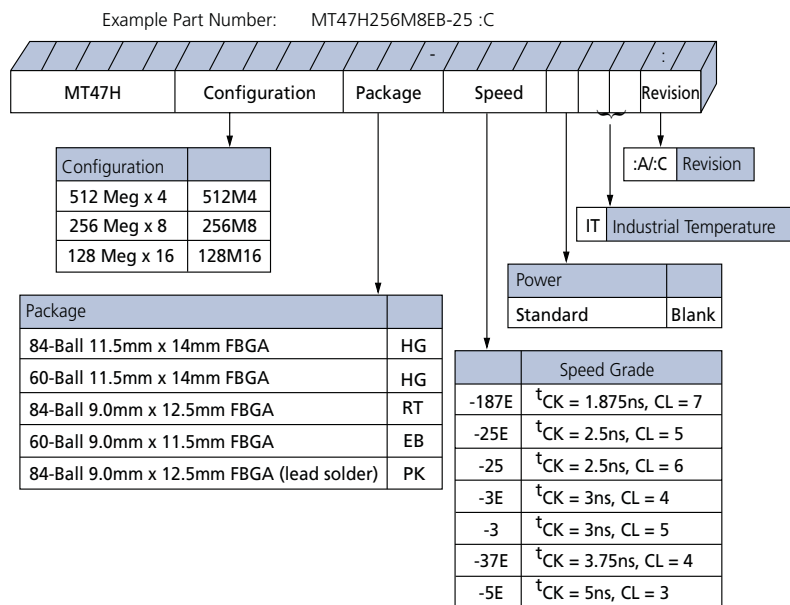 Example Part Number: MT47H256M8EB-25 :C
- :
MT47H Configuration Package Speed Revision
Configuration
512 Meg x 4 512M4
256 Meg x 8 256M8
128 Meg x 16 128M16
:A/:C Revision
IT Industrial Temperature
Power
Standard Blank
Package
84-Ball 11.5mm x 14mm FBGA HG
60-Ball 11.5mm x 14mm FBGA HG
84-Ball 9.0mm x 12.5mm FBGA RT
60-Ball 9.0mm x 11.5mm FBGA EB
84-Ball 9.0mm x 12.5mm FBGA (lead solder) PK
Speed Grade
-187E tCK = 1.875ns, CL = 7
-25E tCK = 2.5ns, CL = 5
-25 tCK = 2.5ns, CL = 6
-3E tCK = 3ns, CL = 4
-3 tCK = 3ns, CL = 5
-37E tCK = 3.75ns, CL = 4
-5E tCK = 5ns, CL = 3